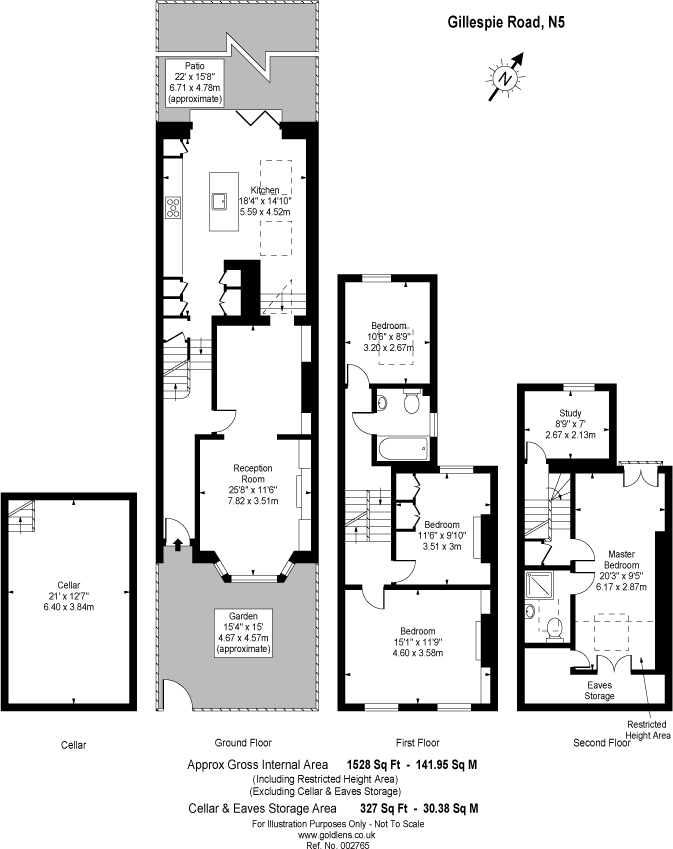 Gillespie Road, N5
N
Patio
22' x 15'8"
6.71 x 4.78m
(approximate)
Kitchen
18'4" x 14'10"
5.59 x 4.52m
Bedroom
10'6" x 8'9"
3.20 x 2.67m
Study
8'9" x 7'
2.67 x 2.13m
Reception
Room
25'8" x 11'6"
7.82 x 3.51m
Bedroom
11'6" x 9'10"
3.51 x 3m
Master
Bedroom
20'3" x 9'5"
6.17 x 2.87m
Cellar
21' x 12'7"
6.40 x 3.84m
Garden
15'4" x 15'
4.67 x 4.57m
(approximate)
Bedroom
15'1" x 11'9"
4.60 x 3.58m
Eaves
Storage
Restricted
Height Area
Cellar
Ground Floor
First Floor
Second Floor
Approx Gross Internal Area 1528 Sq Ft - 141.95 Sq M
(Including Restricted Height Area)
(Excluding Cellar & Eaves Storage)
Cellar & Eaves Storage Area 327 Sq Ft - 30.38 Sq M
For Illustration Purposes Only - Not To Scale
www.goldlens.co.uk
Ref. No. 002765